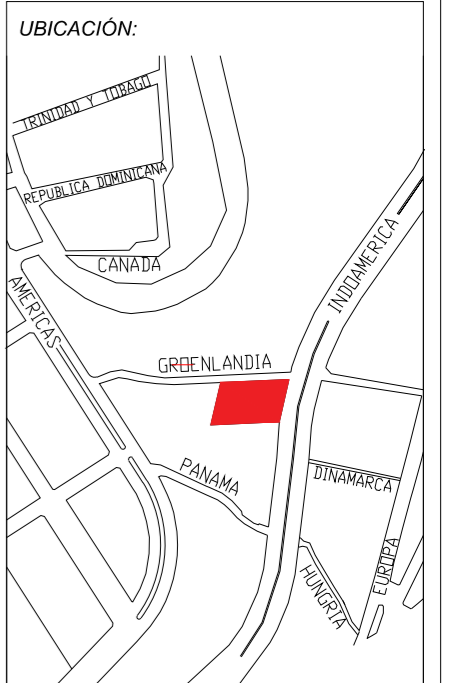 UBICACIÓN:
TRINIDAD Y TOBAGO
REPUBLICA DOMINICANA
CANADA
AMERICAS
INDOAMERICA
GROENLANDIA
PANAMA
DINAMARCA
HUNGRIA
EUROPA